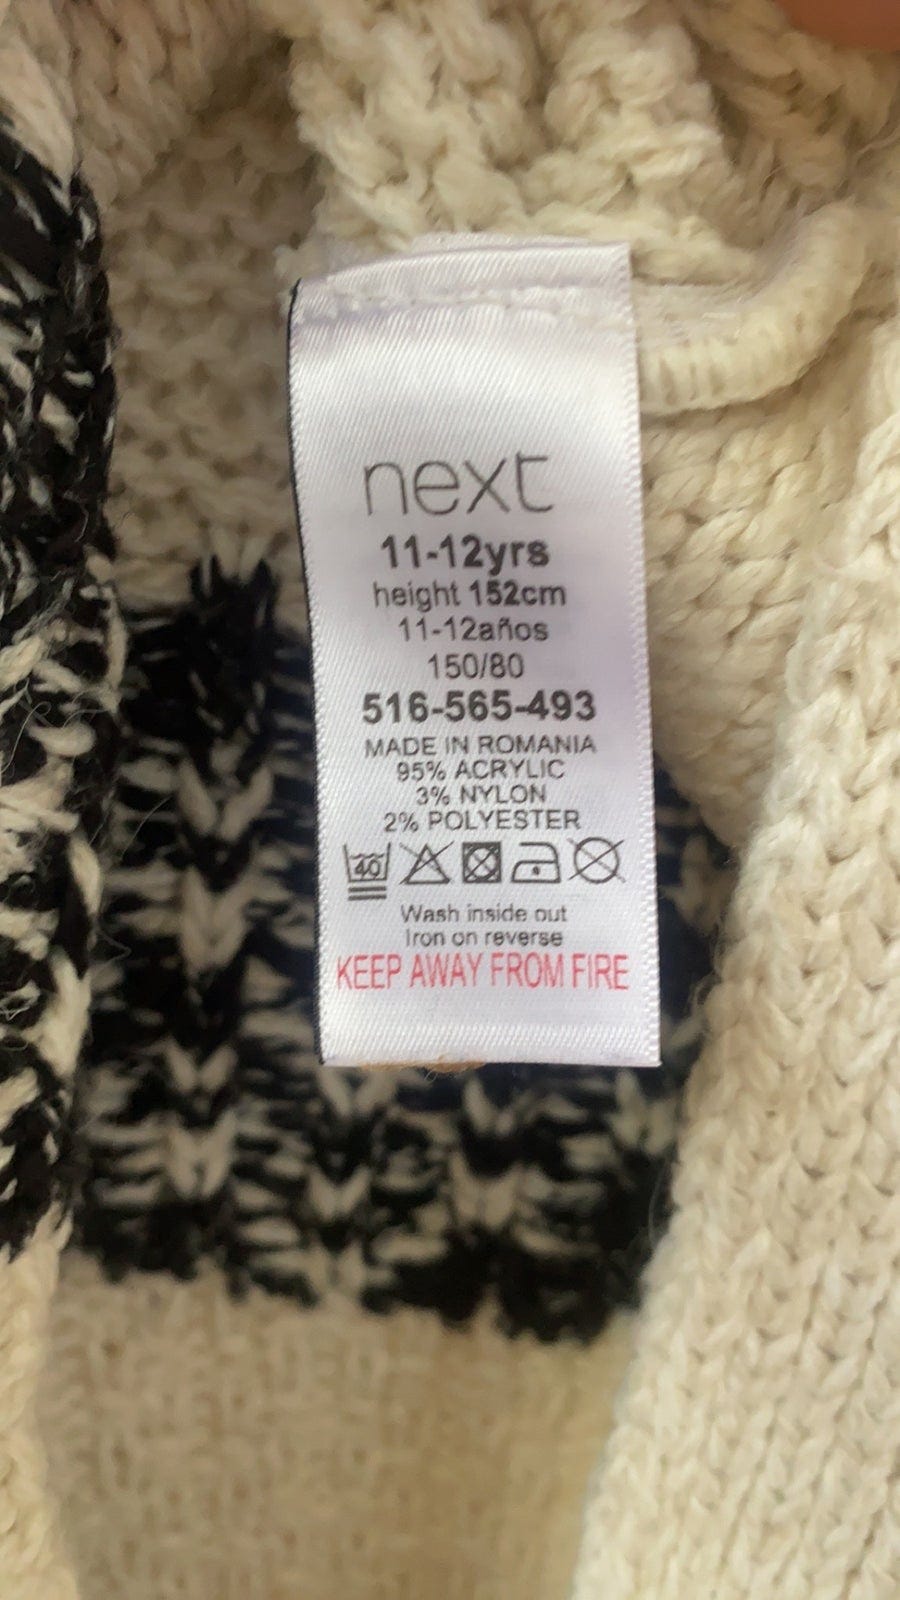 next
11-12yrs
height 152cm
11-12años
150/80
516-565-493
MADE IN ROMANIA
95% ACRYLIC
3% NYLON
2% POLYESTER
40
Wash inside out
Iron on reverse
KEEP AWAY FROM FIRE